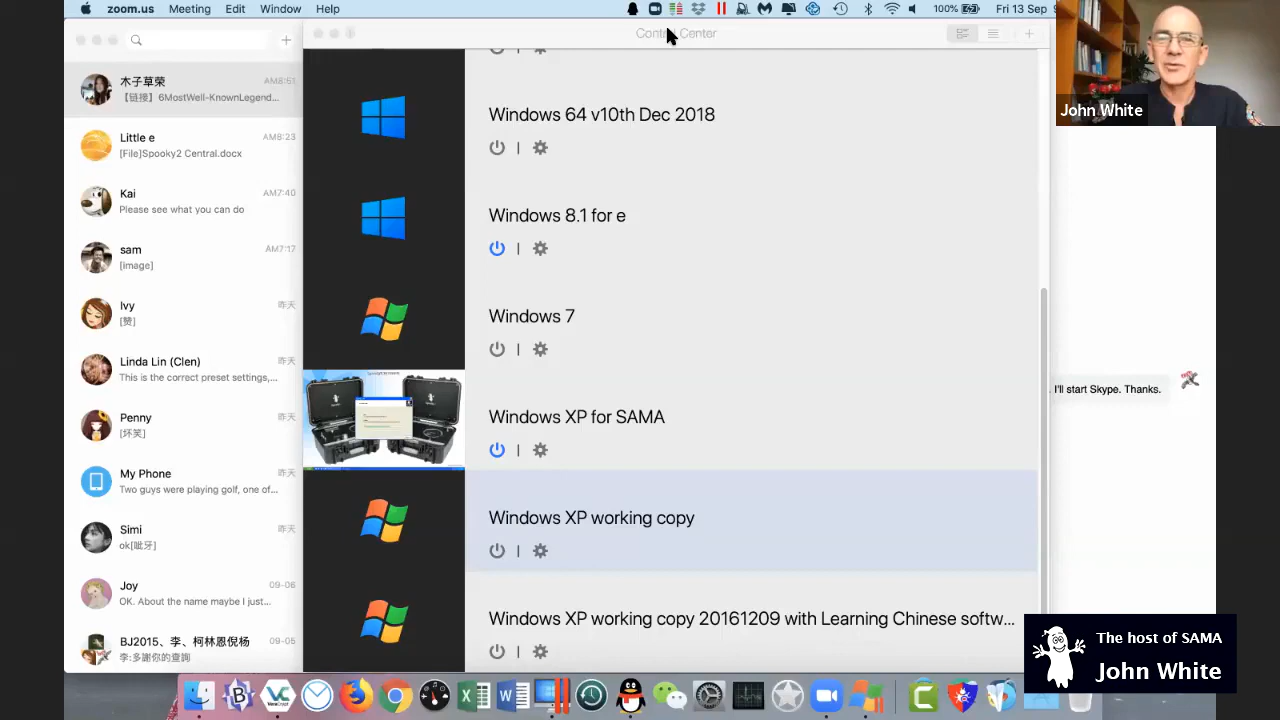 zoom.us Meeting Edit Window Help
100% Fri 13 Sep
Control Center
木子草荣 AM8:51
【链接】6MostWell-KnownLegend...
Little e AM8:23
[File]Spooky2 Central.docx
Kai AM7:40
Please see what you can do
sam AM7:17
[image]
Ivy 昨天
[赞]
Linda Lin (Clen) 昨天
This is the correct preset settings,...
Penny 昨天
[坏笑]
My Phone 昨天
Two guys were playing golf, one of...
Simi 昨天
ok[呲牙]
Joy 09-06
OK. About the name maybe I just...
BJ2015、李、柯林恩倪杨 09-05
李:多謝你的查詢
Windows 64 v10th Dec 2018
Windows 8.1 for e
Windows 7
Windows XP for SAMA
Windows XP working copy
Windows XP working copy 20161209 with Learning Chinese softw...
John White
I'll start Skype. Thanks.
The host of SAMA
John White